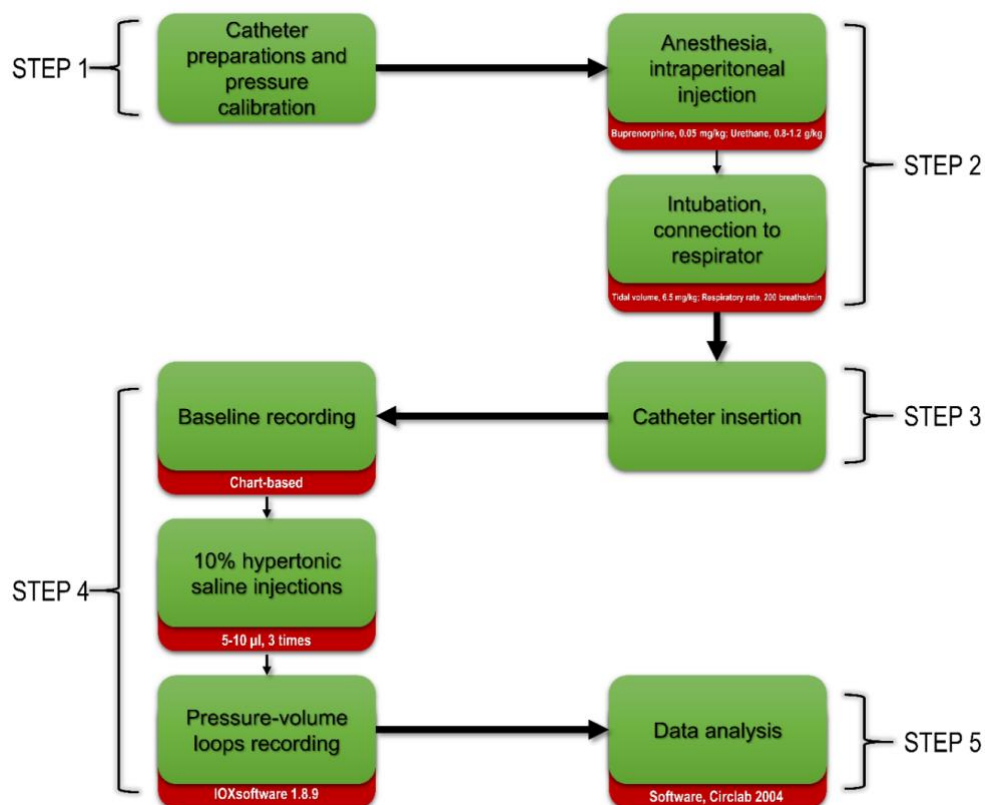 STEP 1
Catheter
preparations and
pressure
calibration
Anesthesia,
intraperitoneal
injection
Buprenorphine, 0.05 mg/kg; Urethane, 0.8-1.2 g/kg
STEP 2
Intubation,
connection to
respirator
Tidal volume, 6.5 mg/kg; Respiratory rate, 200 breaths/min
Catheter insertion
STEP 3
STEP 4
Baseline recording
Chart-based
10% hypertonic
saline injections
5-10 µl, 3 times
Pressure-volume
loops recording
IOXsoftware 1.8.9
Data analysis
Software, Circlab 2004
STEP 5